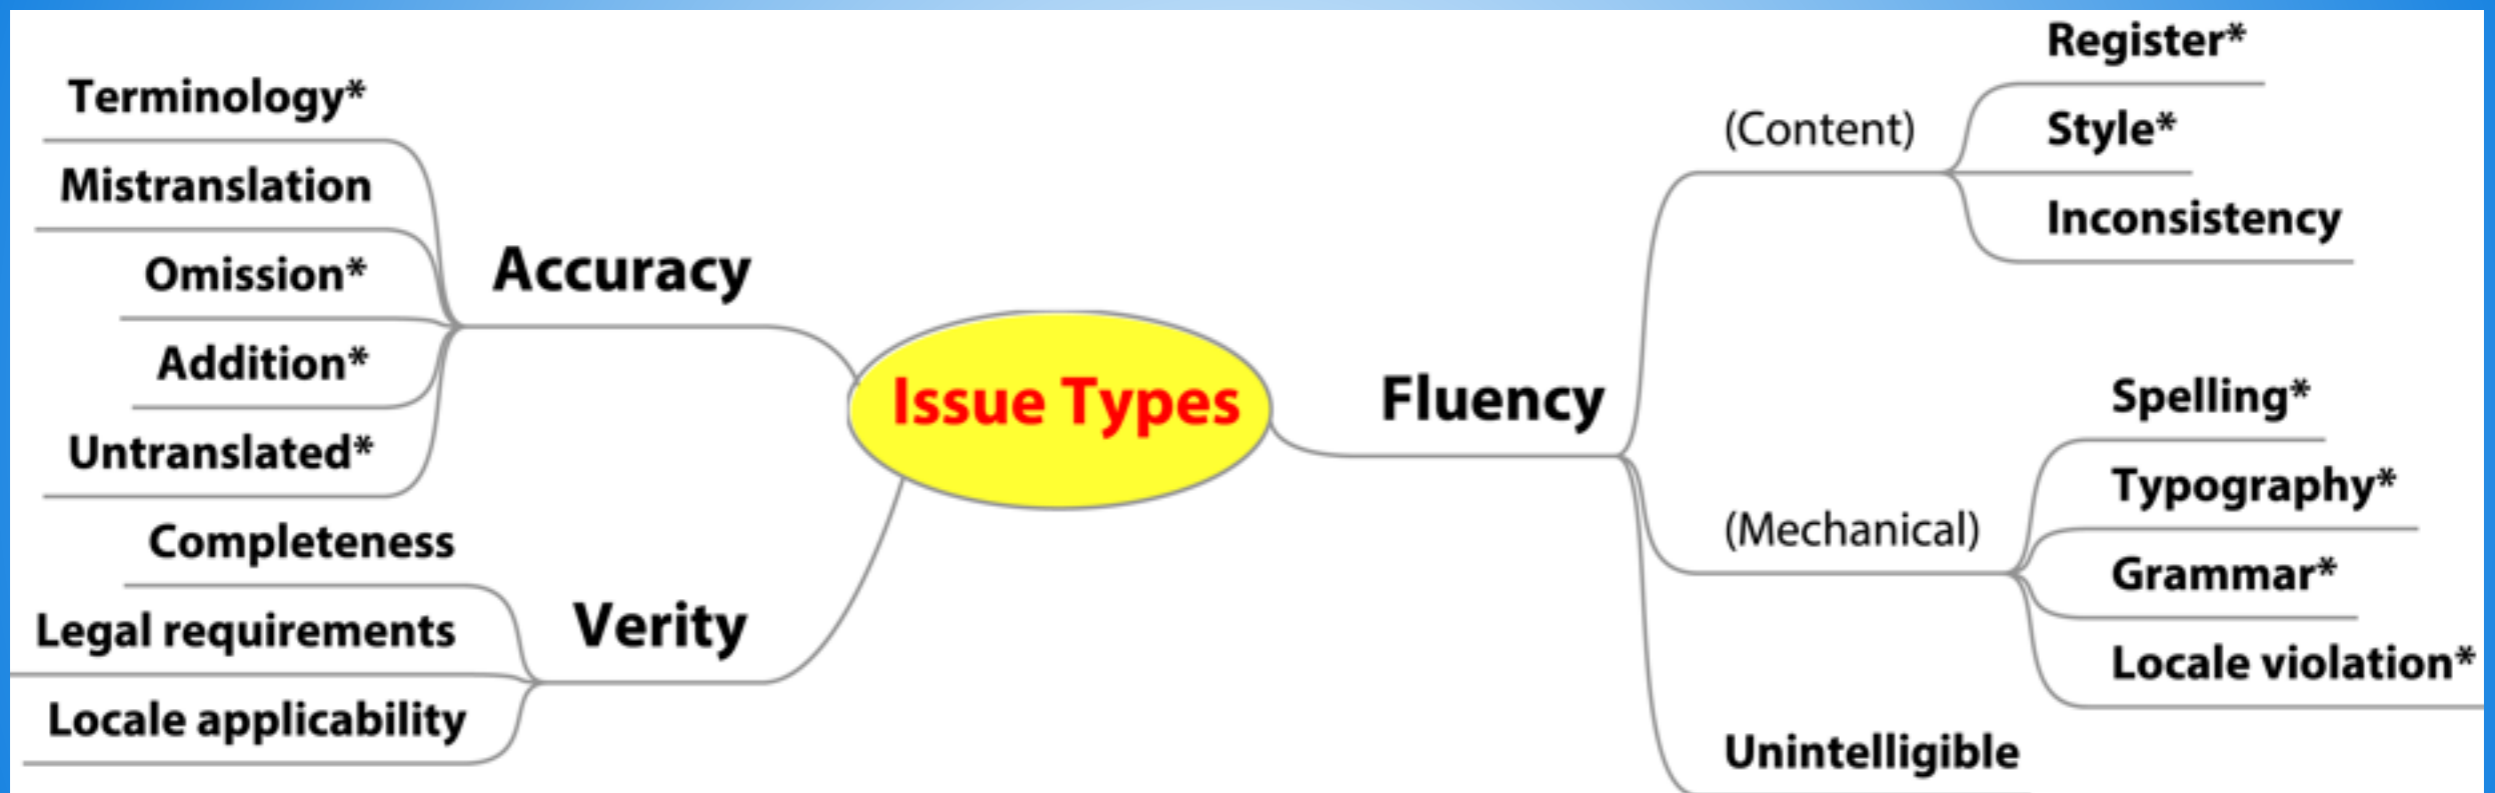 Terminology*
Mistranslation
Omission*
Addition*
Untranslated*
Accuracy
Completeness
Legal requirements
Locale applicability
Verity
Issue Types
Fluency
(Content)
Register*
Style*
Inconsistency
(Mechanical)
Spelling*
Typography*
Grammar*
Locale violation*
Unintelligible